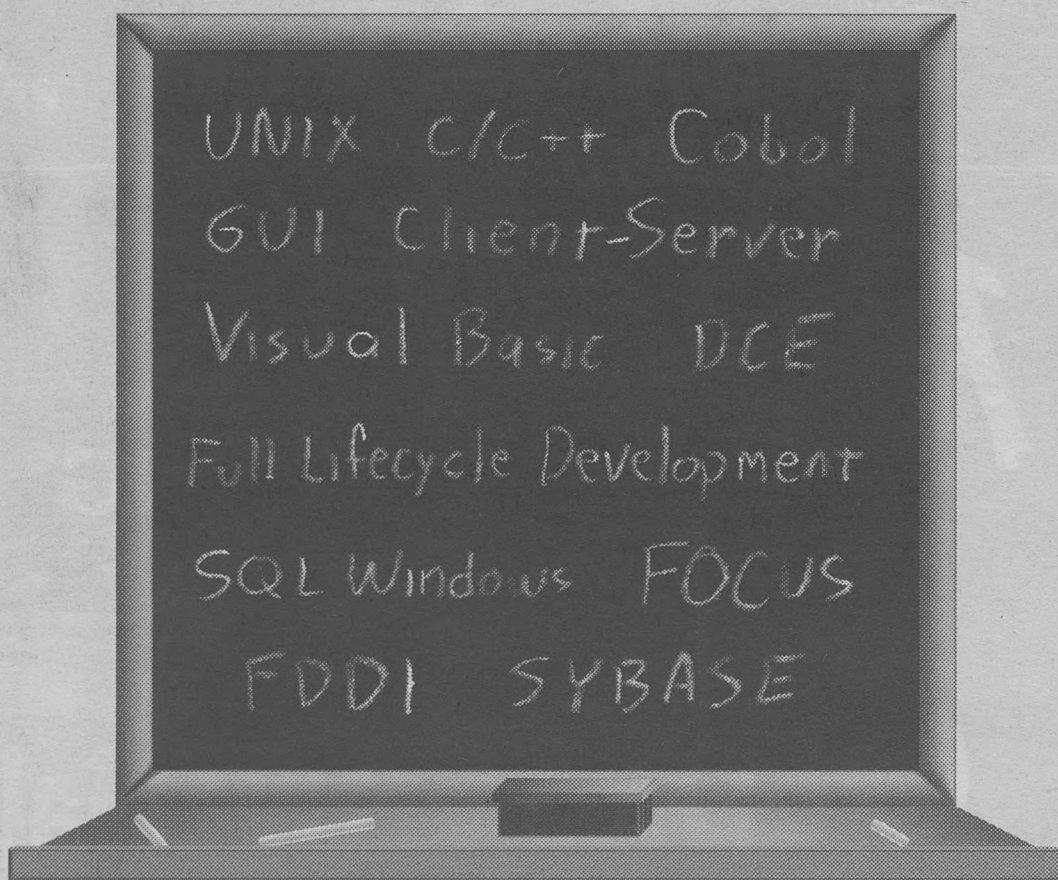 UNIX C/C++ Cobol
GUI Client-Server
Visual Basic DCE
Full Lifecycle Development
SQL Windows FOCUS
FDDI SYBASE